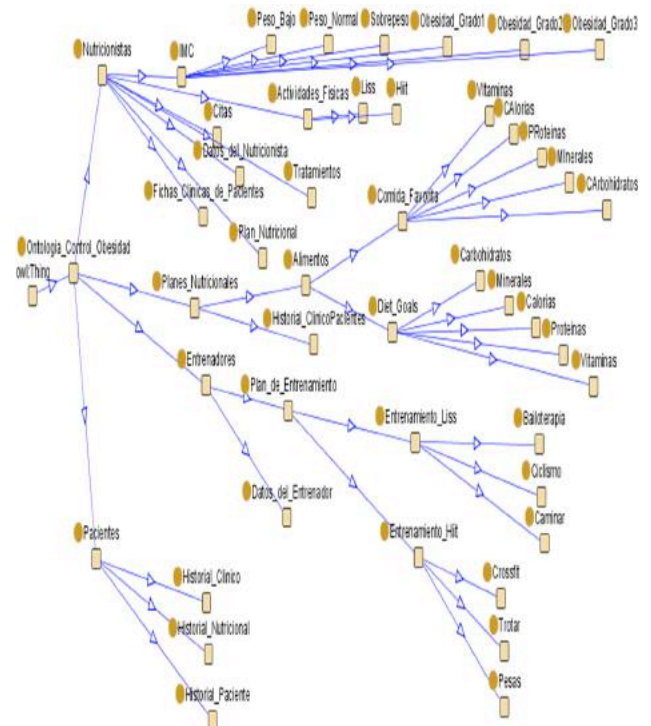 Peso_Bajo
Peso_Normal
Sobrepeso
Obesidad_Grado1
Obesidad_Grado2
Obesidad_Grado3
Nutricionistas
IMC
Actividades_Fisicas
Liss
Hiit
Citas
Datos_del_Nutricionista
Tratamientos
Fichas_Clinicas_de_Pacientes
Plan_Nutricional
Vitaminas
CAlorias
PRoteinas
MInerales
CArbohidratos
Comida_Favorita
Ontologia_Control_Obesidad
owl:Thing
Planes_Nutricionales
Alimentos
Historial_ClinicoPacientes
Diet_Goals
Carbohidratos
Minerales
Calorias
Proteinas
Vitaminas
Entrenadores
Plan_de_Entrenamiento
Datos_del_Entrenador
Entrenamiento_Liss
Bailoterapia
Ciclismo
Caminar
Entrenamiento_Hiit
Crossfit
Trotar
Pesas
Pacientes
Historial_Clinico
Historial_Nutricional
Historial_Paciente